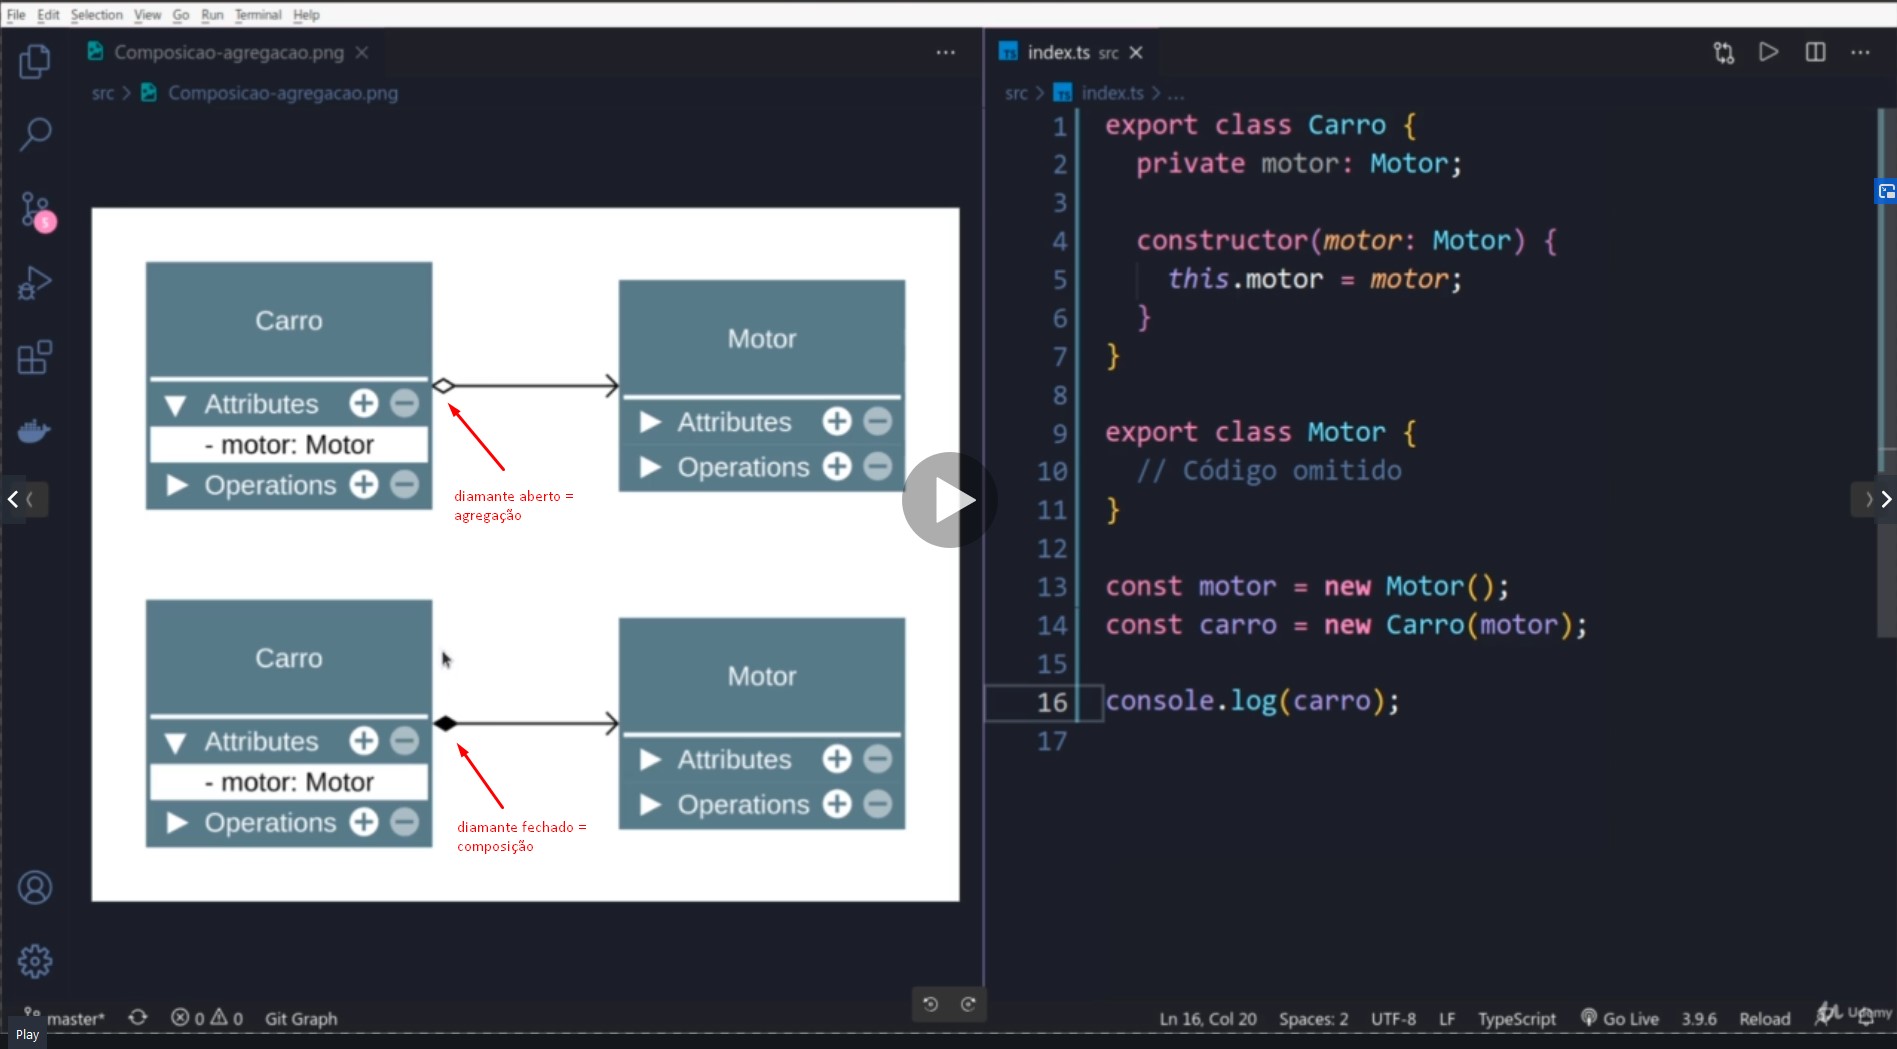 File Edit Selection View Go Run Terminal Help
Composicao-agregacao.png
src > Composicao-agregacao.png
Carro
Attributes
- motor: Motor
Operations
Motor
Attributes
Operations
diamante aberto =
agregação
Carro
Attributes
- motor: Motor
Operations
Motor
Attributes
Operations
diamante fechado =
composição
TS index.ts src
src > TS index.ts > ...
1 export class Carro {
2 private motor: Motor;
3
4 constructor(motor: Motor) {
5 this.motor = motor;
6 }
7 }
8
9 export class Motor {
10 // Código omitido
11 }
12
13 const motor = new Motor();
14 const carro = new Carro(motor);
15
16 console.log(carro);
17
5
master* 0 0 Git Graph
Ln 16, Col 20 Spaces: 2 UTF-8 LF TypeScript Go Live 3.9.6 Reload
Udemy
Play